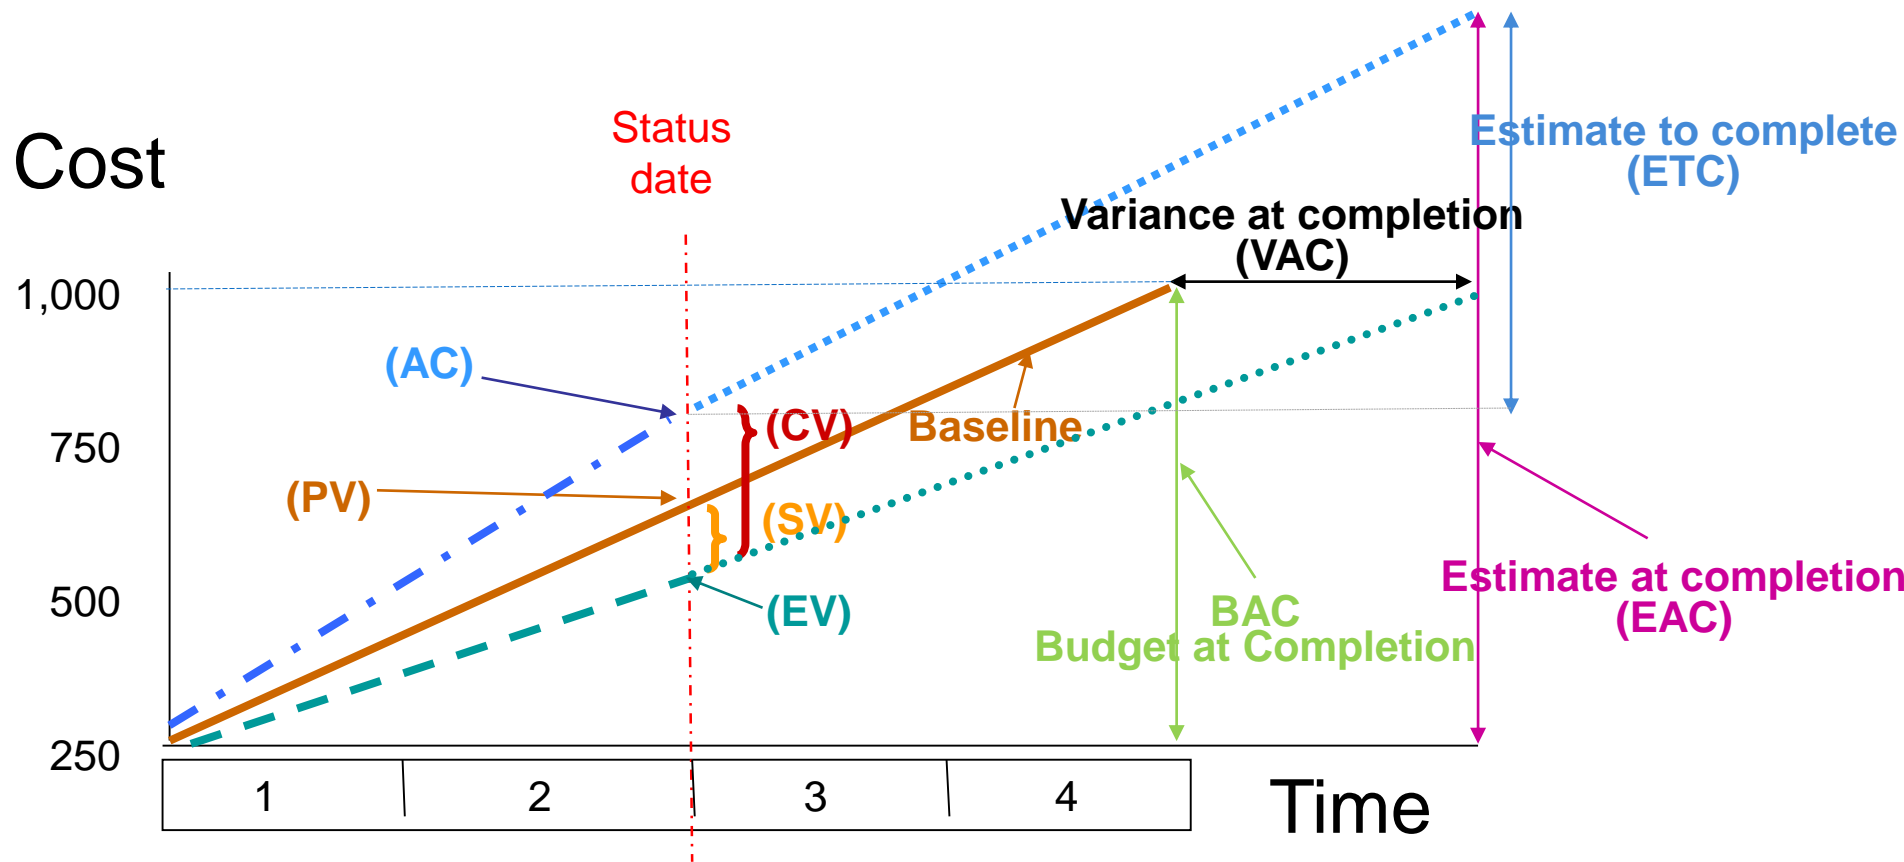 Status
date
Cost
Estimate to complete
(ETC)
Variance at completion
(VAC)
1,000
(AC)
(CV)
Baseline
750
(PV)
(SV)
500
(EV)
BAC
Budget at Completion
Estimate at completion
(EAC)
250
1 2 3 4
Time